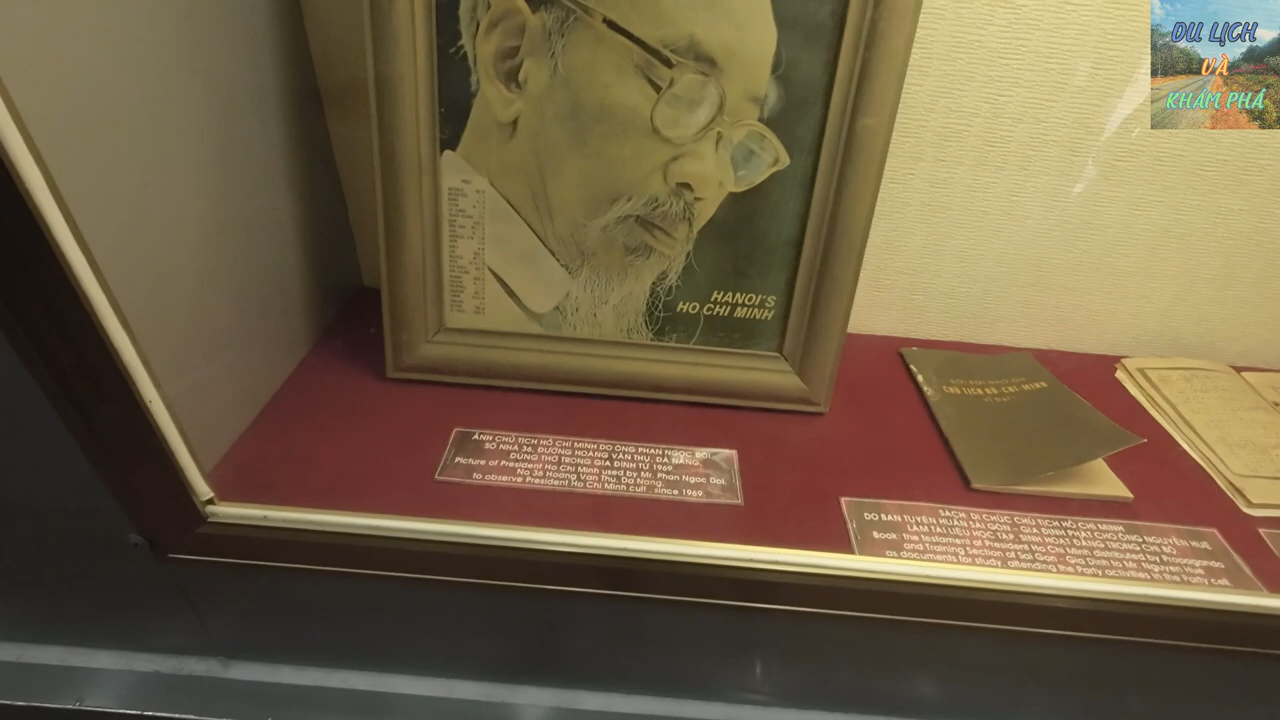 DU LỊCH
VÀ
KHÁM PHÁ
HANOI'S
HO CHI MINH
CHỦ TỊCH HỒ-CHÍ-MINH
VĨ ĐẠI!
ẢNH CHỦ TỊCH HỒ CHÍ MINH DO ÔNG PHAN NGỌC ĐÔI,
SỐ NHÀ 36, ĐƯỜNG HOÀNG VĂN THỤ, ĐÀ NẴNG,
DÙNG THỜ TRONG GIA ĐÌNH TỪ 1969
Picture of President Ho Chi Minh used by Mr. Phan Ngoc Doi,
No 36 Hoang Van Thu, Da Nang,
to observe President Ho Chi Minh cult , since 1969
SÁCH: DI CHÚC CHỦ TỊCH HỒ CHÍ MINH
DO BAN TUYÊN HUẤN SÀI GÒN – GIA ĐỊNH PHÁT CHO ÔNG NGUYỄN HUỆ
LÀM TÀI LIỆU HỌC TẬP, SINH HOẠT ĐẢNG TRONG CHI BỘ
Book: the testament of President Ho Chi Minh distributed by Propaganda
and Training Section of Sai Gon - Gia Dinh to Mr. Nguyen Hue
as documents for study, attending the Party activities in the Party cell